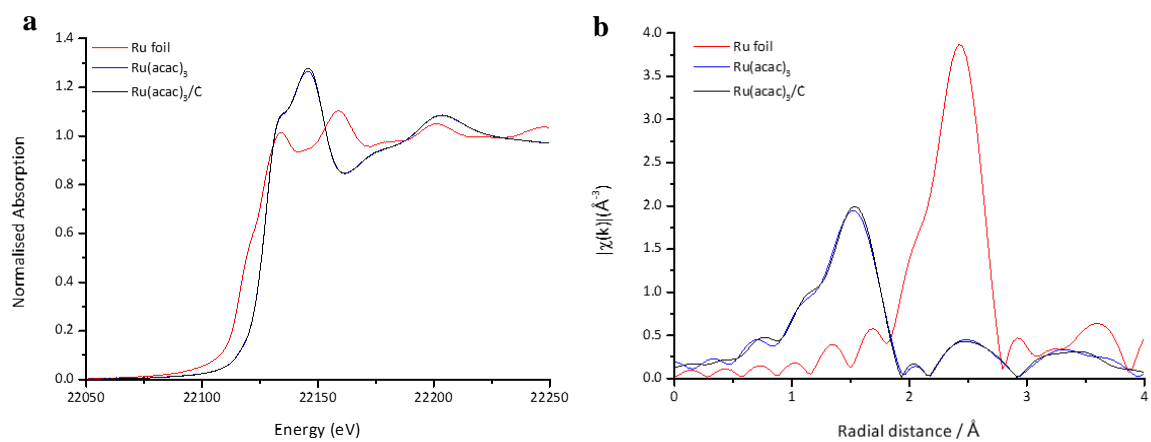 a
Ru foil
Ru(acac)3
Ru(acac)3/C
1.4
1.2
1.0
0.8
0.6
0.4
0.2
0.0
Normalised Absorption
22050 22100 22150 22200 22250
Energy (eV)
b
Ru foil
Ru(acac)3
Ru(acac)3/C
4.0
3.5
3.0
2.5
2.0
1.5
1.0
0.5
0.0
|χ(k)|(Å-3)
0 1 2 3 4
Radial distance / Å